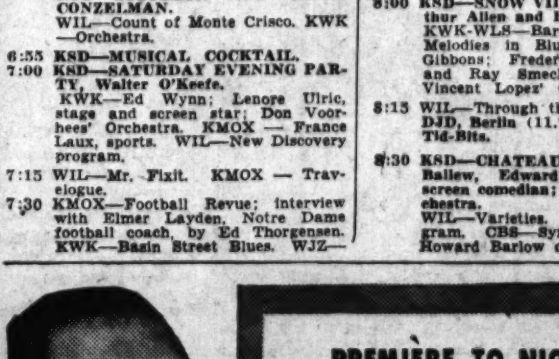 CONZELMAN.
WIL—Count of Monte Crisco. KWK
—Orchestra.
6:55 KSD—MUSICAL COCKTAIL.
7:00 KSD—SATURDAY EVENING PAR-
TY, Walter O'Keefe.
KWK—Ed Wynn; Lenore Ulric,
stage and screen star; Don Voor-
hees' Orchestra. KMOX — France
Laux, sports. WIL—New Discovery
program.
7:15 WIL—Mr. Fixit. KMOX — Trav-
elogue.
7:30 KMOX—Football Revue; interview
with Elmer Layden, Notre Dame
football coach, by Ed Thorgensen.
KWK—Basin Street Blues. WJZ—
8:00 KSD—SNOW
thur Allen and
KWK-WLS—Bar
Melodies in
Gibbons; Freder
and Ray
Vincent Lopez'
8:15 WIL—Through
DJD, Berlin (11.
Tid-Bits.
8:30 KSD—CHATEAU
Ballew, Edward
screen comedian;
chestra.
WIL—Varieties.
gram. CBS—Sy
Howard Barlow
PREMIÈRE TO